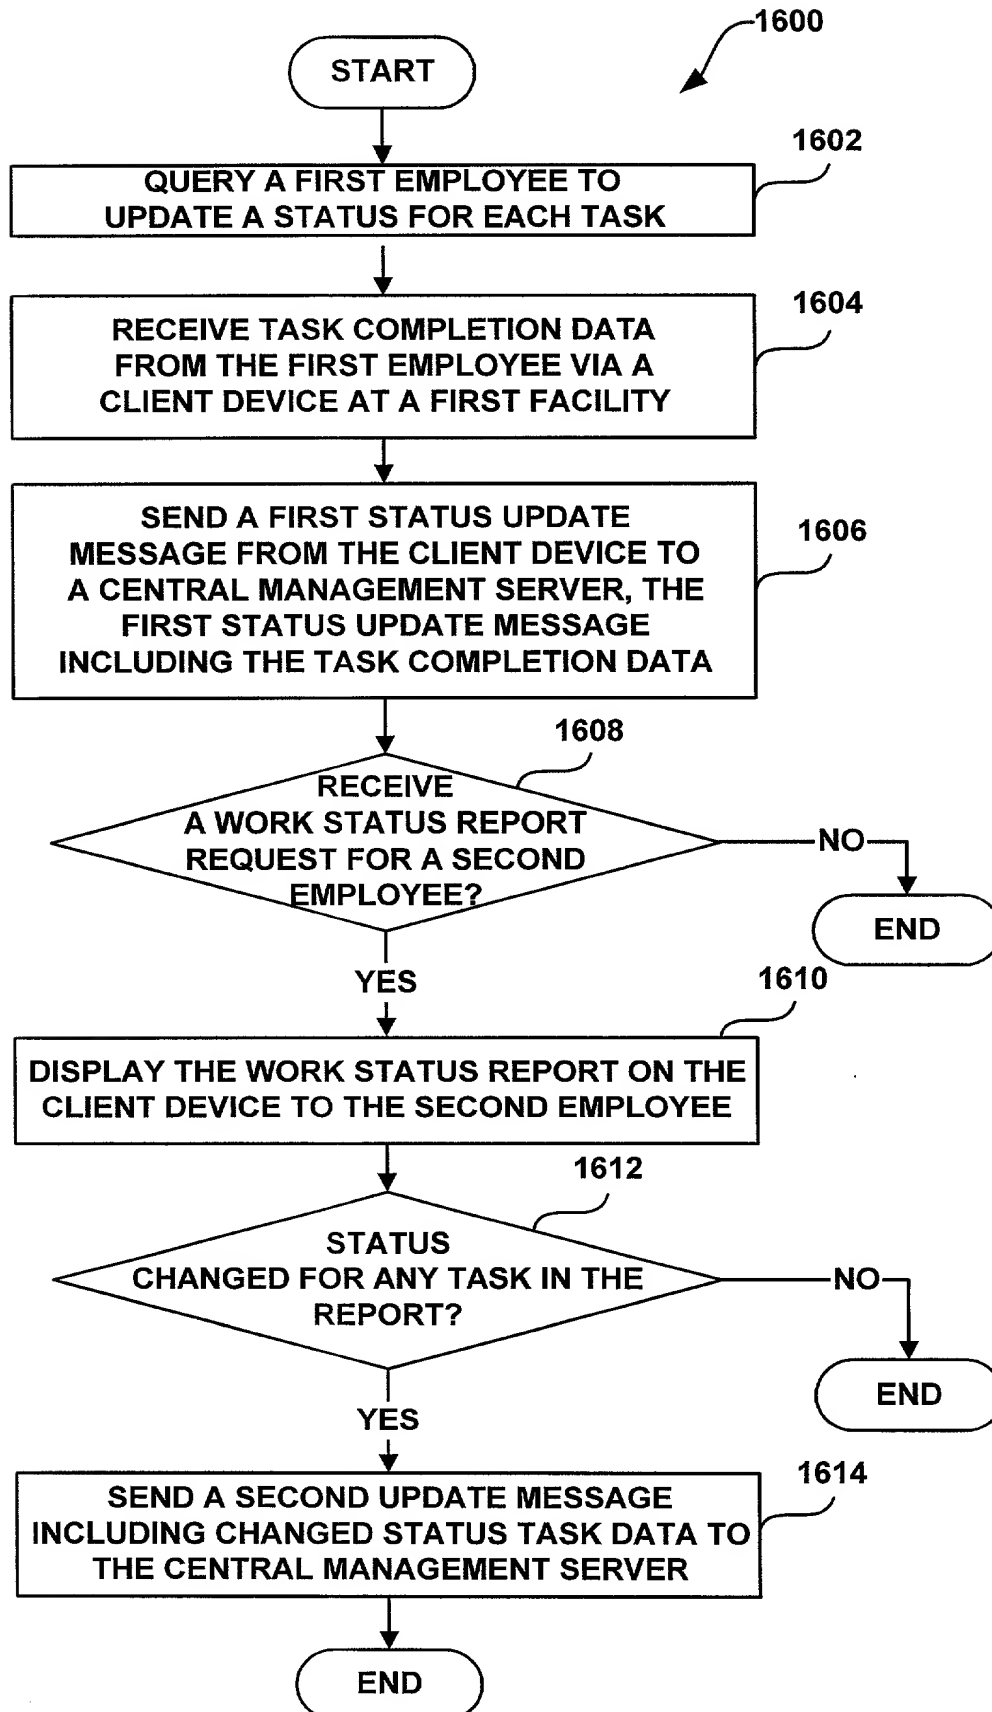 1600
START
1602
QUERY A FIRST EMPLOYEE TO
UPDATE A STATUS FOR EACH TASK
1604
RECEIVE TASK COMPLETION DATA
FROM THE FIRST EMPLOYEE VIA A
CLIENT DEVICE AT A FIRST FACILITY
1606
SEND A FIRST STATUS UPDATE
MESSAGE FROM THE CLIENT DEVICE TO
A CENTRAL MANAGEMENT SERVER, THE
FIRST STATUS UPDATE MESSAGE
INCLUDING THE TASK COMPLETION DATA
1608
RECEIVE
A WORK STATUS REPORT
REQUEST FOR A SECOND
EMPLOYEE?
NO
END
YES
1610
DISPLAY THE WORK STATUS REPORT ON THE
CLIENT DEVICE TO THE SECOND EMPLOYEE
1612
STATUS
CHANGED FOR ANY TASK IN THE
REPORT?
NO
END
YES
1614
SEND A SECOND UPDATE MESSAGE
INCLUDING CHANGED STATUS TASK DATA TO
THE CENTRAL MANAGEMENT SERVER
END